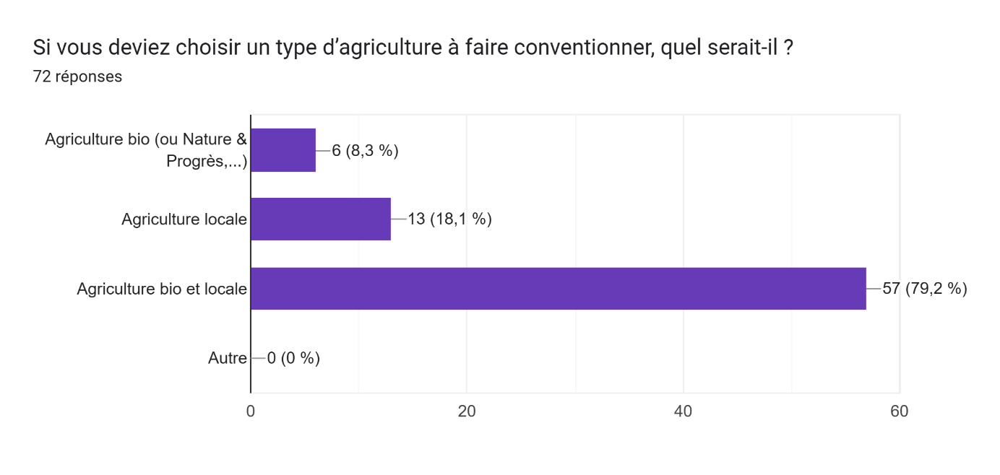 Si vous deviez choisir un type d’agriculture à faire conventionner, quel serait-il ?
72 réponses
Agriculture bio (ou Nature &
Progrès,...)
6 (8,3 %)
Agriculture locale
13 (18,1 %)
Agriculture bio et locale
57 (79,2 %)
Autre
0 (0 %)
0
20
40
60